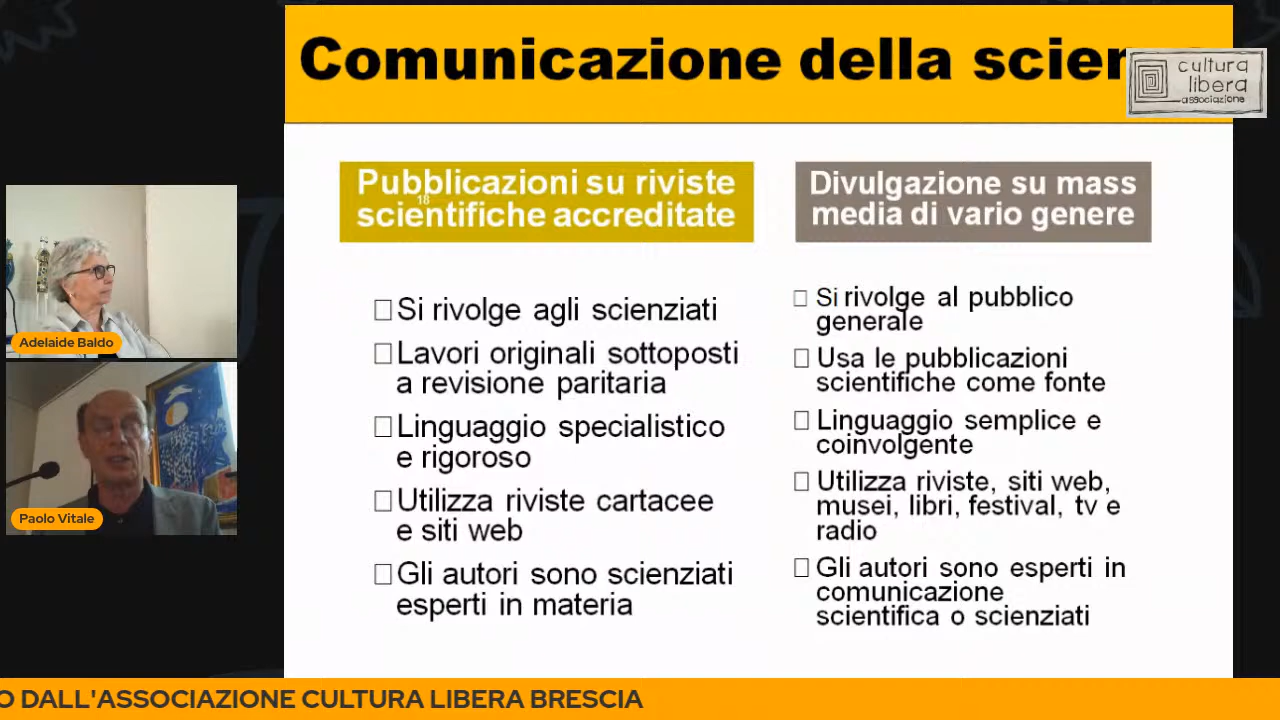 Comunicazione della scien
cultura
libera
associazione
Pubblicazioni su riviste
scientifiche accreditate
18
Divulgazione su mass
media di vario genere
Si rivolge agli scienziati
Lavori originali sottoposti
a revisione paritaria
Linguaggio specialistico
e rigoroso
Utilizza riviste cartacee
e siti web
Gli autori sono scienziati
esperti in materia
Si rivolge al pubblico
generale
Usa le pubblicazioni
scientifiche come fonte
Linguaggio semplice e
coinvolgente
Utilizza riviste, siti web,
musei, libri, festival, tv e
radio
Gli autori sono esperti in
comunicazione
scientifica o scienziati
Adelaide Baldo
Paolo Vitale
O DALL'ASSOCIAZIONE CULTURA LIBERA BRESCIA